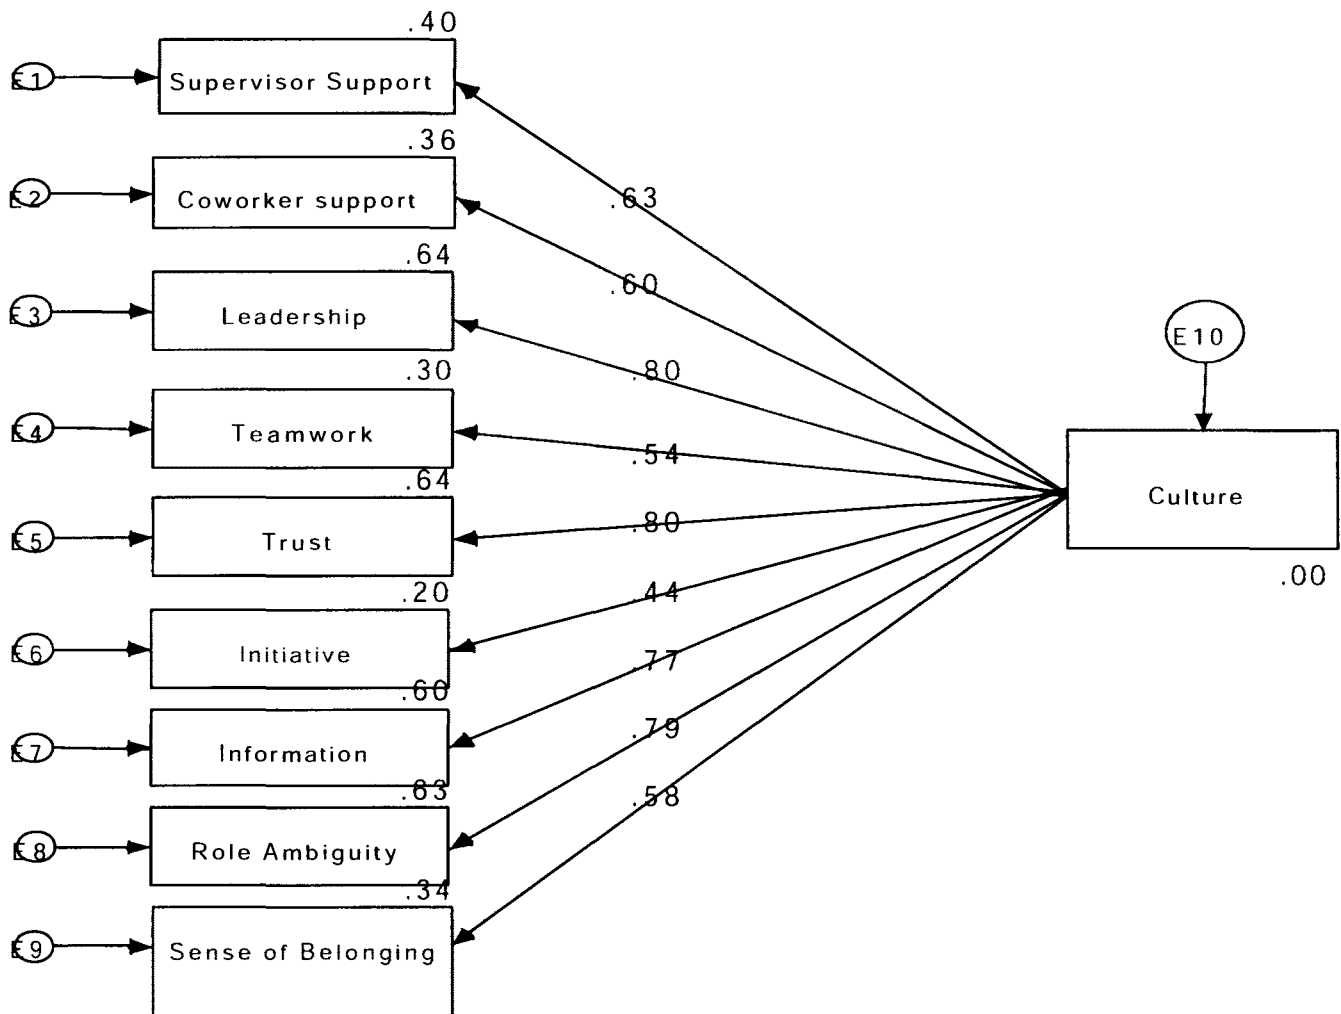 .40
E1
Supervisor Support
.36
E2
Coworker support
.63
.64
.60
E3
Leadership
E10
.30
.80
E4
Teamwork
.54
.64
Culture
E5
Trust
.80
.00
.20
.44
E6
Initiative
.77
.60
E7
Information
.79
.63
.58
E8
Role Ambiguity
.34
E9
Sense of Belonging